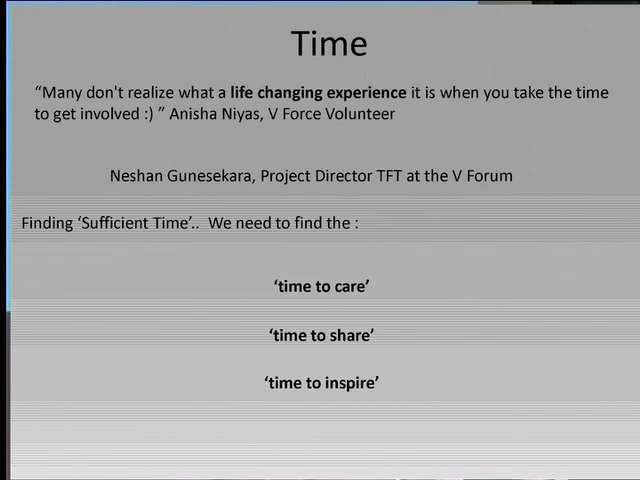 Time
“Many don't realize what a life changing experience it is when you take the time
to get involved :) ” Anisha Niyas, V Force Volunteer
Neshan Gunesekara, Project Director TFT at the V Forum
Finding ‘Sufficient Time’..  We need to find the :
‘time to care’
‘time to share’
‘time to inspire’